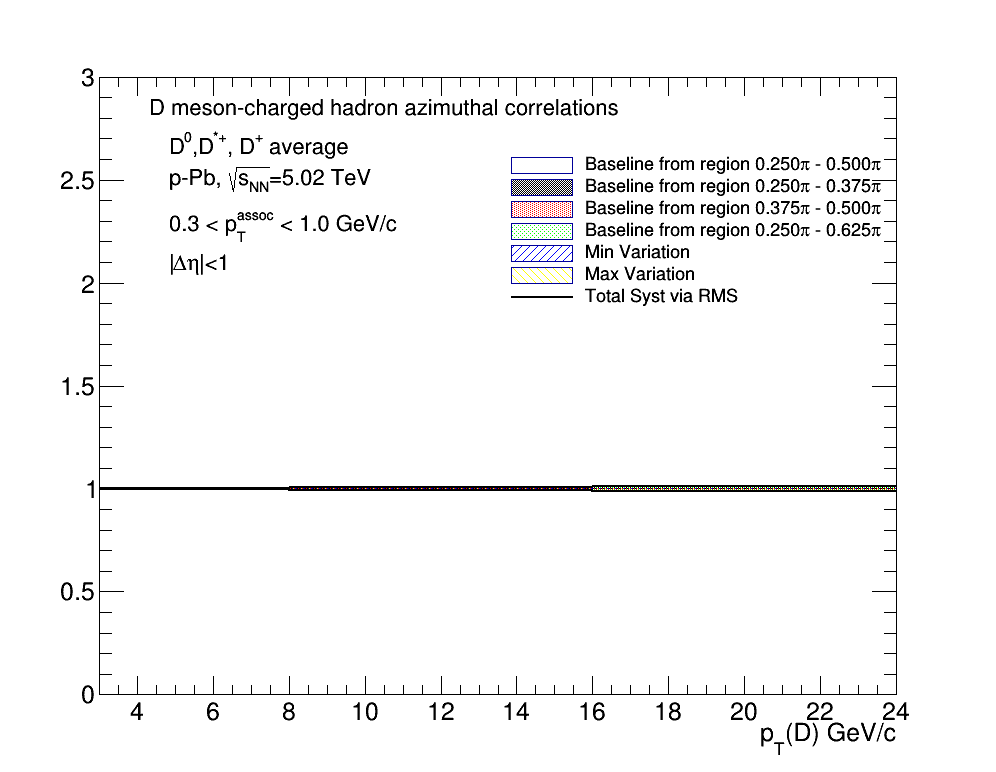 D meson-charged hadron azimuthal correlations
D⁰,D*⁺, D⁺ average
p-Pb, √sNN=5.02 TeV
0.3 < pTassoc < 1.0 GeV/c
|Δη|<1
Baseline from region 0.250π - 0.500π
Baseline from region 0.250π - 0.375π
Baseline from region 0.375π - 0.500π
Baseline from region 0.250π - 0.625π
Min Variation
Max Variation
Total Syst via RMS
3
2.5
2
1.5
1
0.5
0
4 6 8 10 12 14 16 18 20 22 24
pT(D) GeV/c